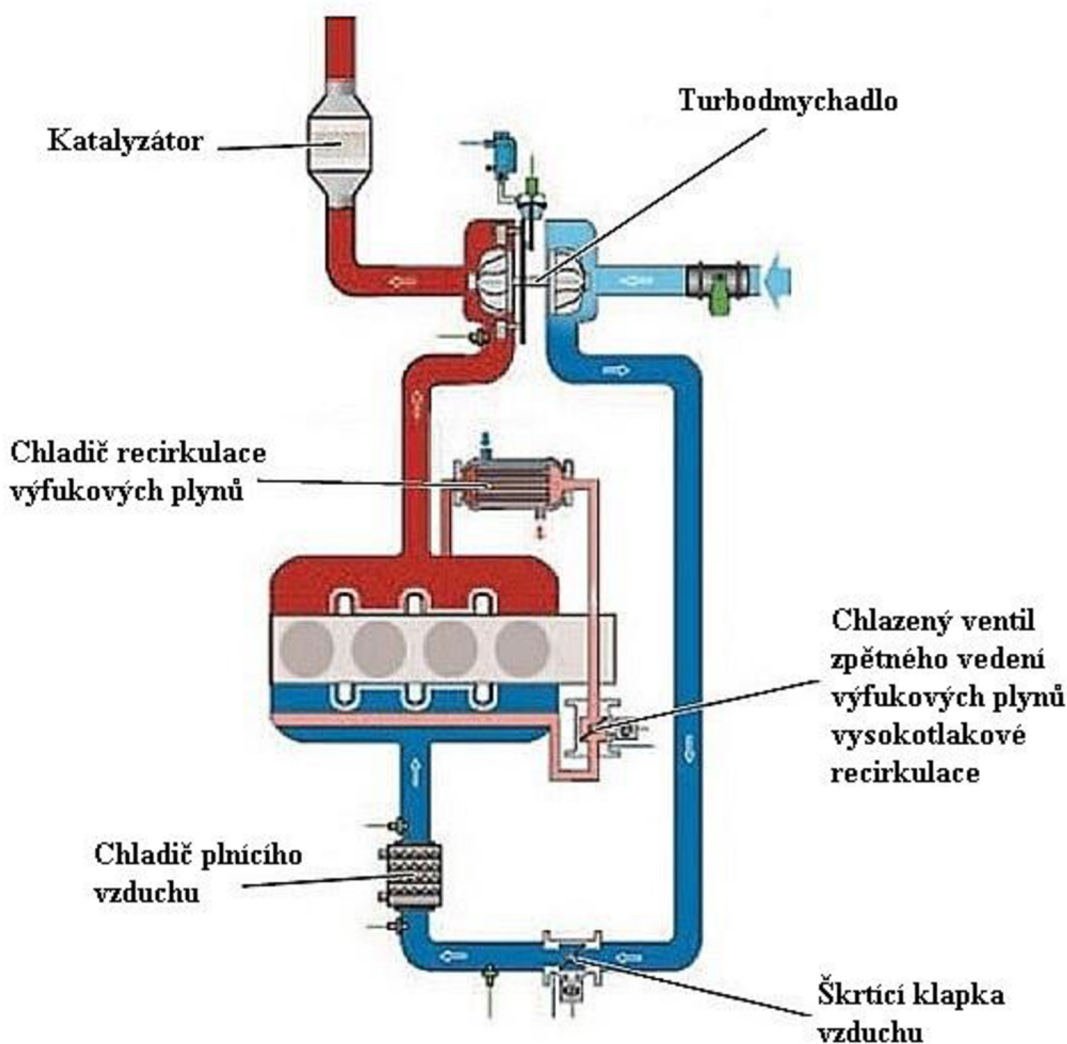 Turbodmychadlo
Katalyzátor
Chladič recirkulace
výfukových plynů
Chlazený ventil
zpětného vedení
výfukových plynů
vysokotlakové
recirkulace
Chladič plnícího
vzduchu
Škrtící klapka
vzduchu